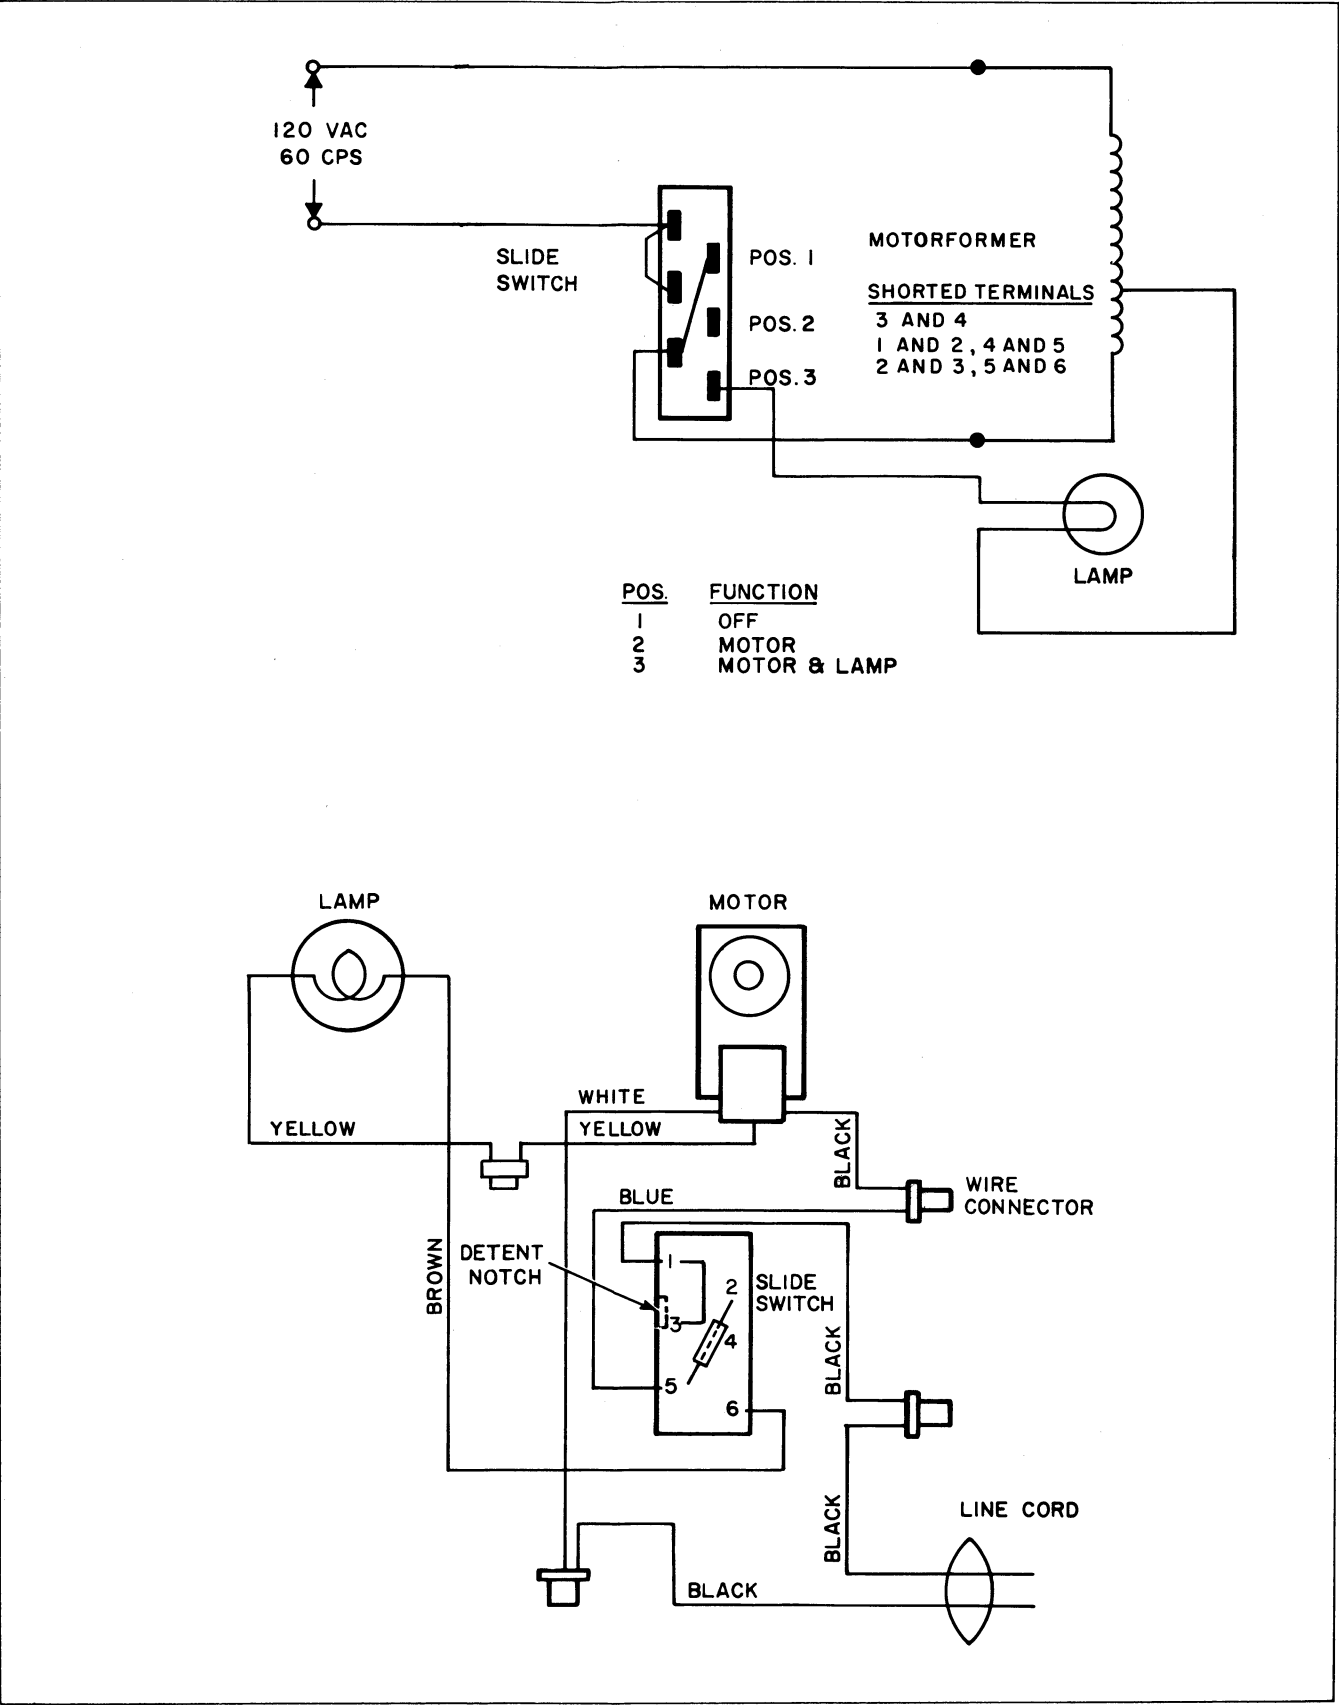 120 VAC
60 CPS
SLIDE
SWITCH
POS. 1
POS. 2
POS. 3
MOTORFORMER
SHORTED TERMINALS
3 AND 4
1 AND 2, 4 AND 5
2 AND 3, 5 AND 6
LAMP
POS. FUNCTION
1 OFF
2 MOTOR
3 MOTOR & LAMP
LAMP
MOTOR
WHITE
YELLOW
YELLOW
BLACK
WIRE
CONNECTOR
BLUE
BROWN
DETENT
NOTCH
1
2
3
4
5
6
SLIDE
SWITCH
BLACK
BLACK
LINE CORD
BLACK